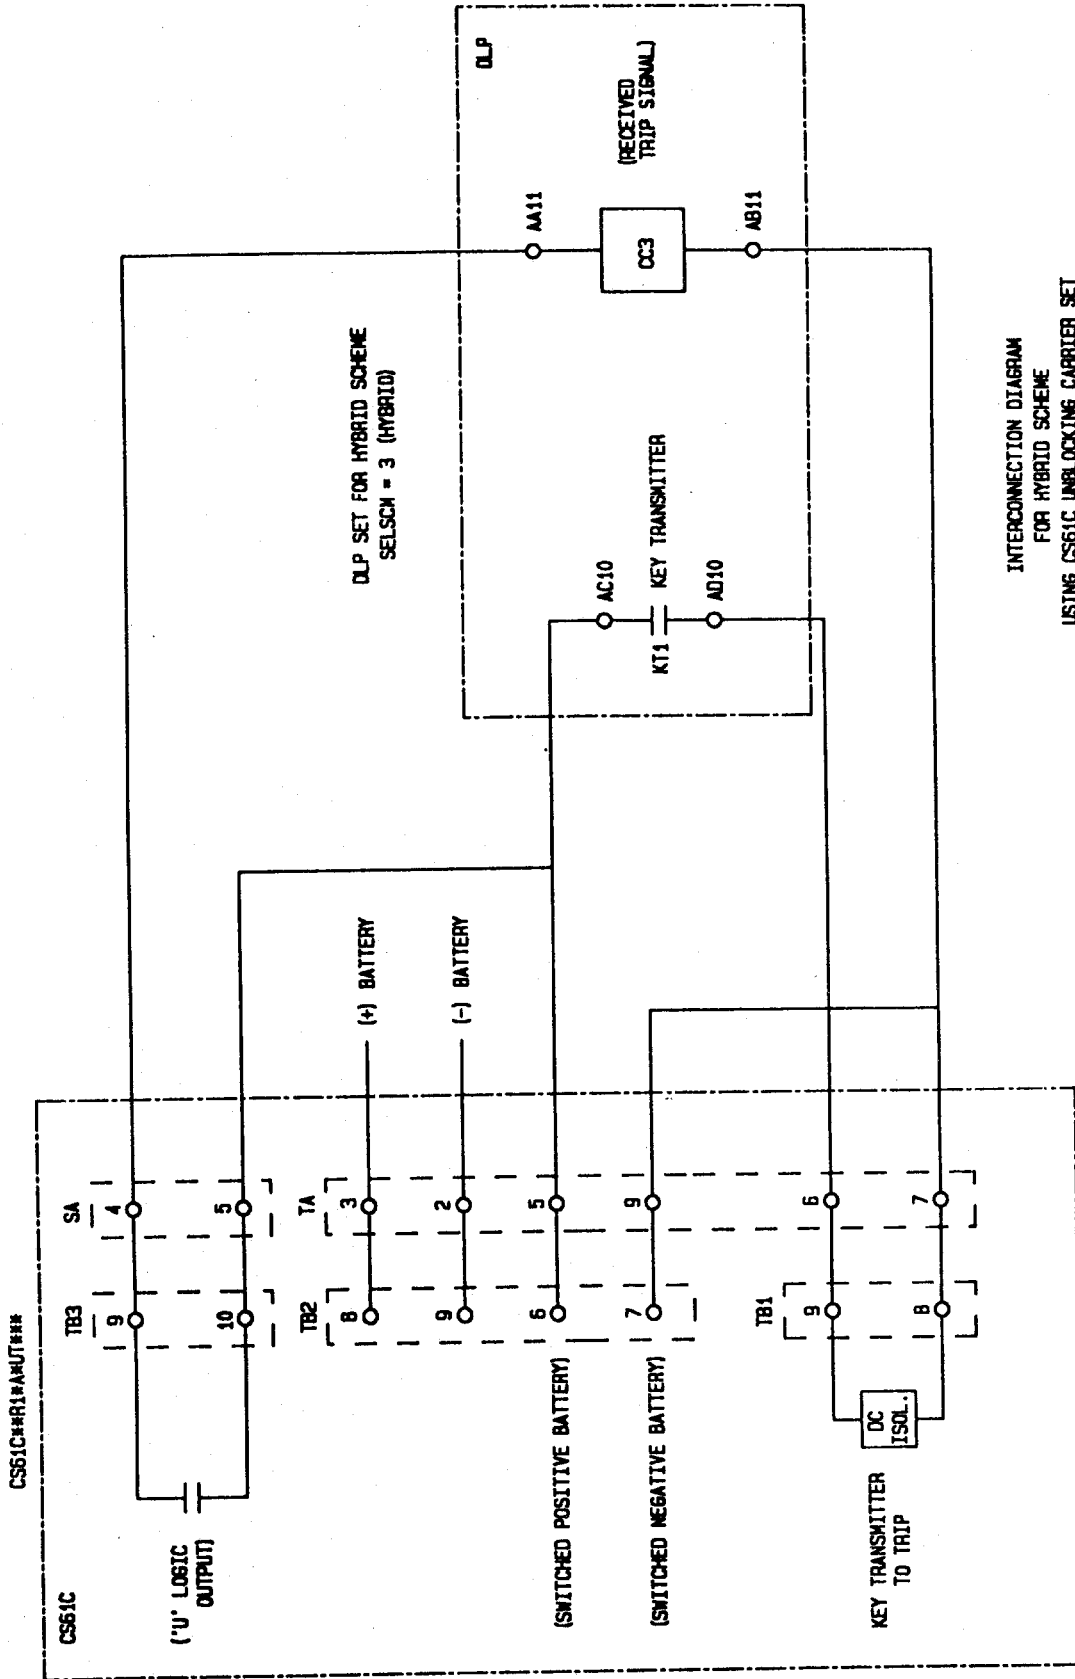 CS61C**R1*A*UT***
CS61C
("U" LOGIC
OUTPUT)
TB3
9
10
SA
4
5
TB2
8
9
6
7
TA
3
2
5
9
6
7
(+) BATTERY
(-) BATTERY
(SWITCHED POSITIVE BATTERY)
(SWITCHED NEGATIVE BATTERY)
TB1
9
8
KEY TRANSMITTER
TO TRIP
DC
ISOL.
DLP SET FOR HYBRID SCHEME
SELSCM = 3 (HYBRID)
DLP
AC10
KT1
KEY TRANSMITTER
AD10
AA11
CC3
(RECEIVED
TRIP SIGNAL)
AB11
INTERCONNECTION DIAGRAM
FOR HYBRID SCHEME
USING CS61C UNBLOCKING CARRIER SET